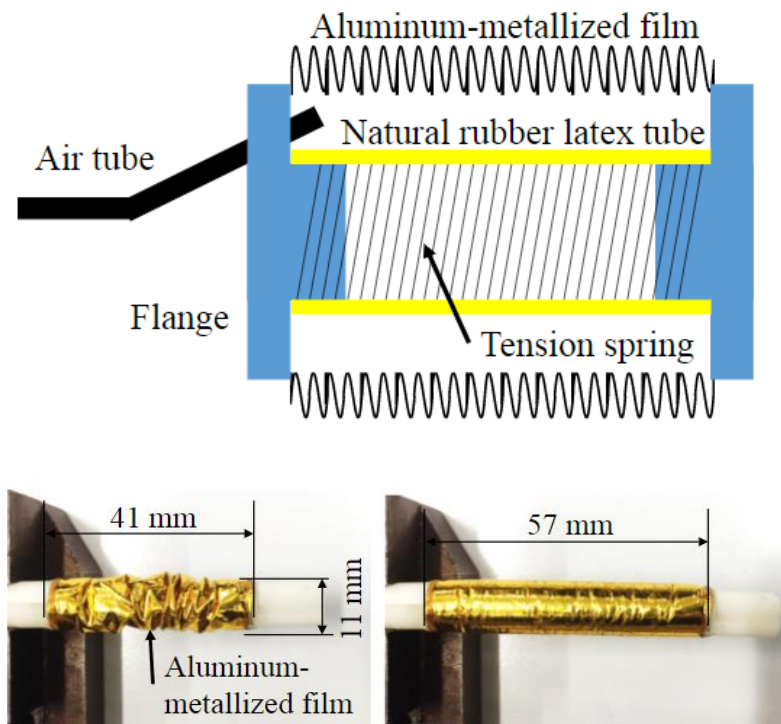 Aluminum-metallized film
Natural rubber latex tube
Air tube
Flange
Tension spring
41 mm
57 mm
11 mm
Aluminum-
metallized film